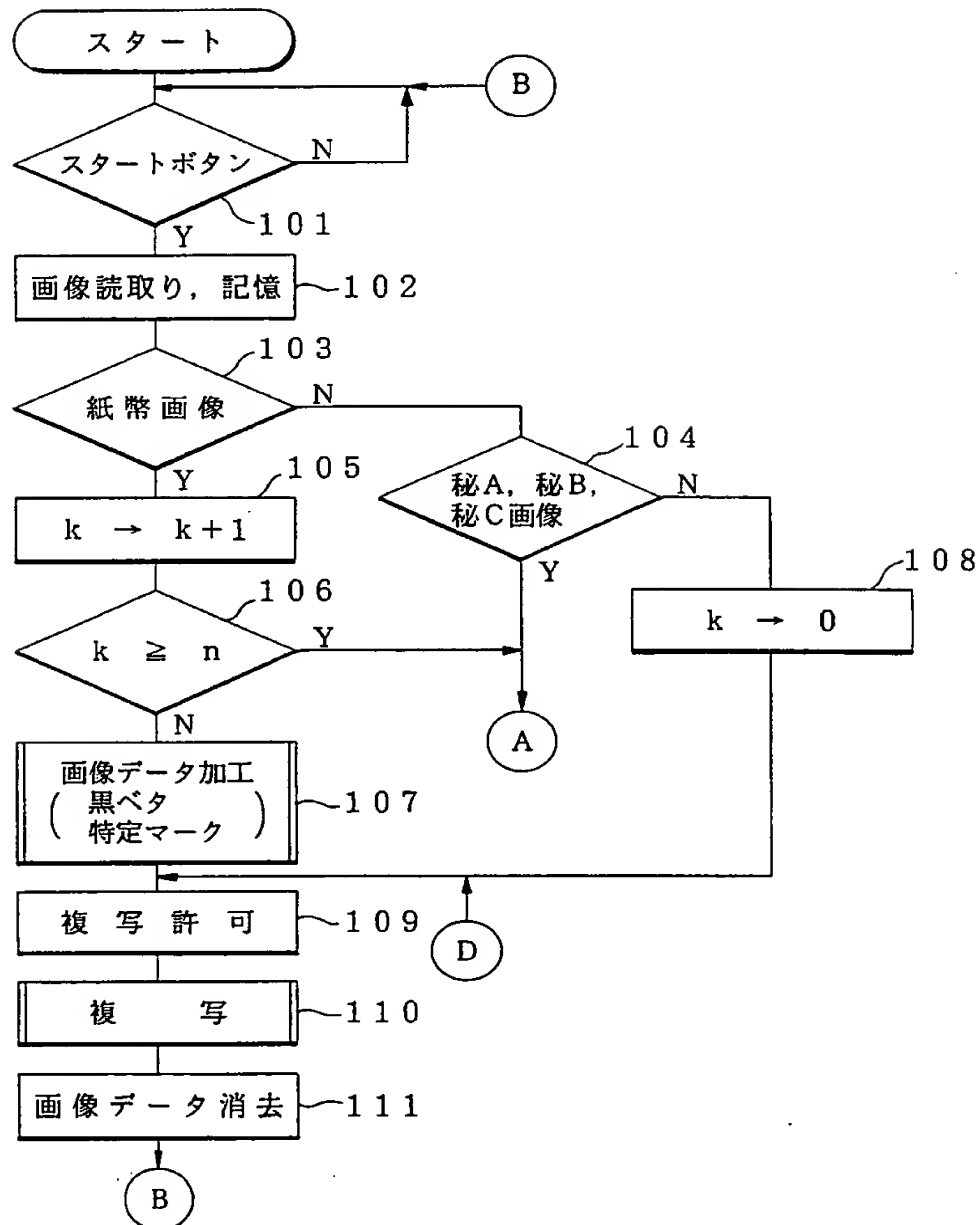 スタート
B
スタートボタン
N
101
Y
画像読取り，記憶
102
103
紙幣画像
N
Y
104
秘A，秘B，
秘C画像
N
Y
105
k → k+1
106
k ≧ n
Y
N
108
k → 0
A
画像データ加工
(黒ベタ
特定マーク)
107
複写許可
109
D
複写
110
画像データ消去
111
B